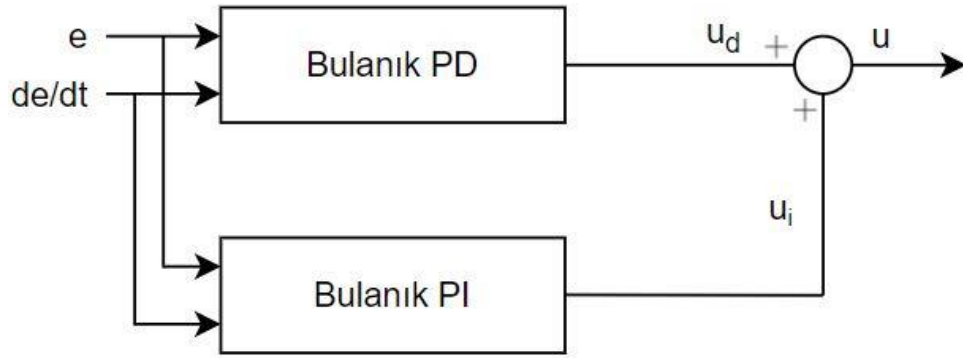 e
de/dt
Bulanık PD
u_d
+
u
+
u_i
Bulanık PI